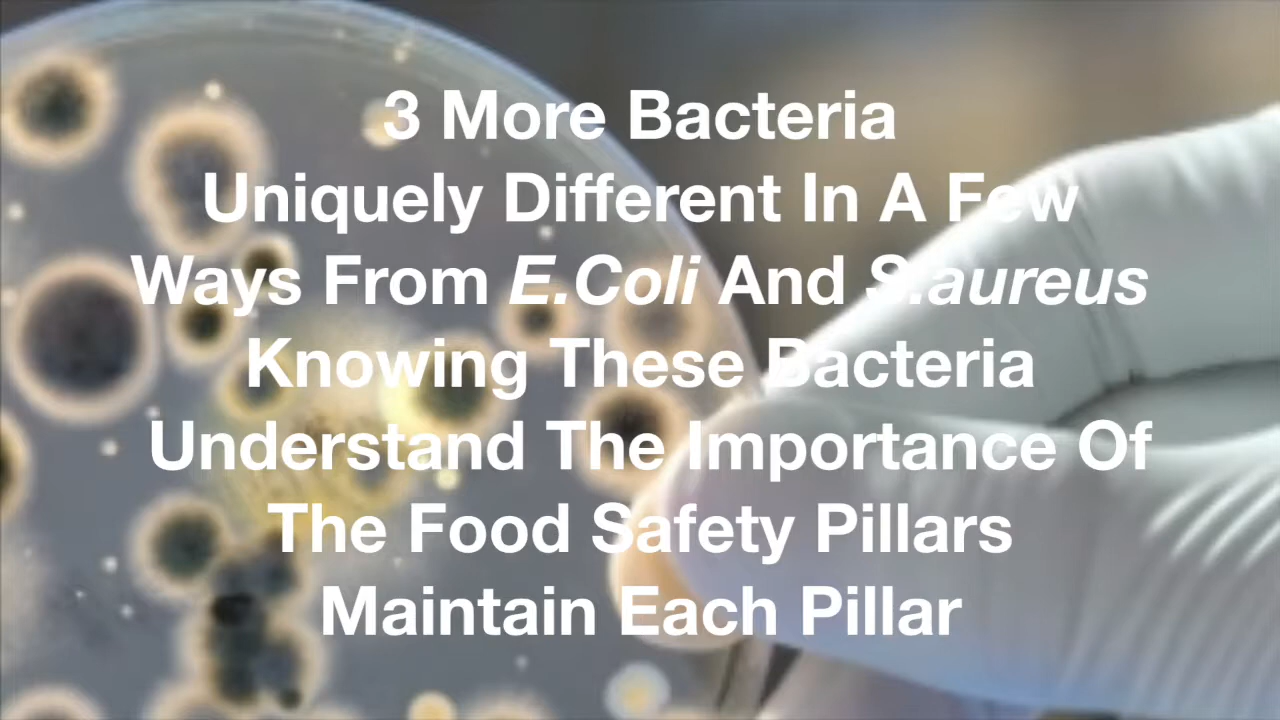 3 More Bacteria
Uniquely Different In A Few
Ways From E.Coli And S.aureus
Knowing These Bacteria
Understand The Importance Of
The Food Safety Pillars
Maintain Each Pillar